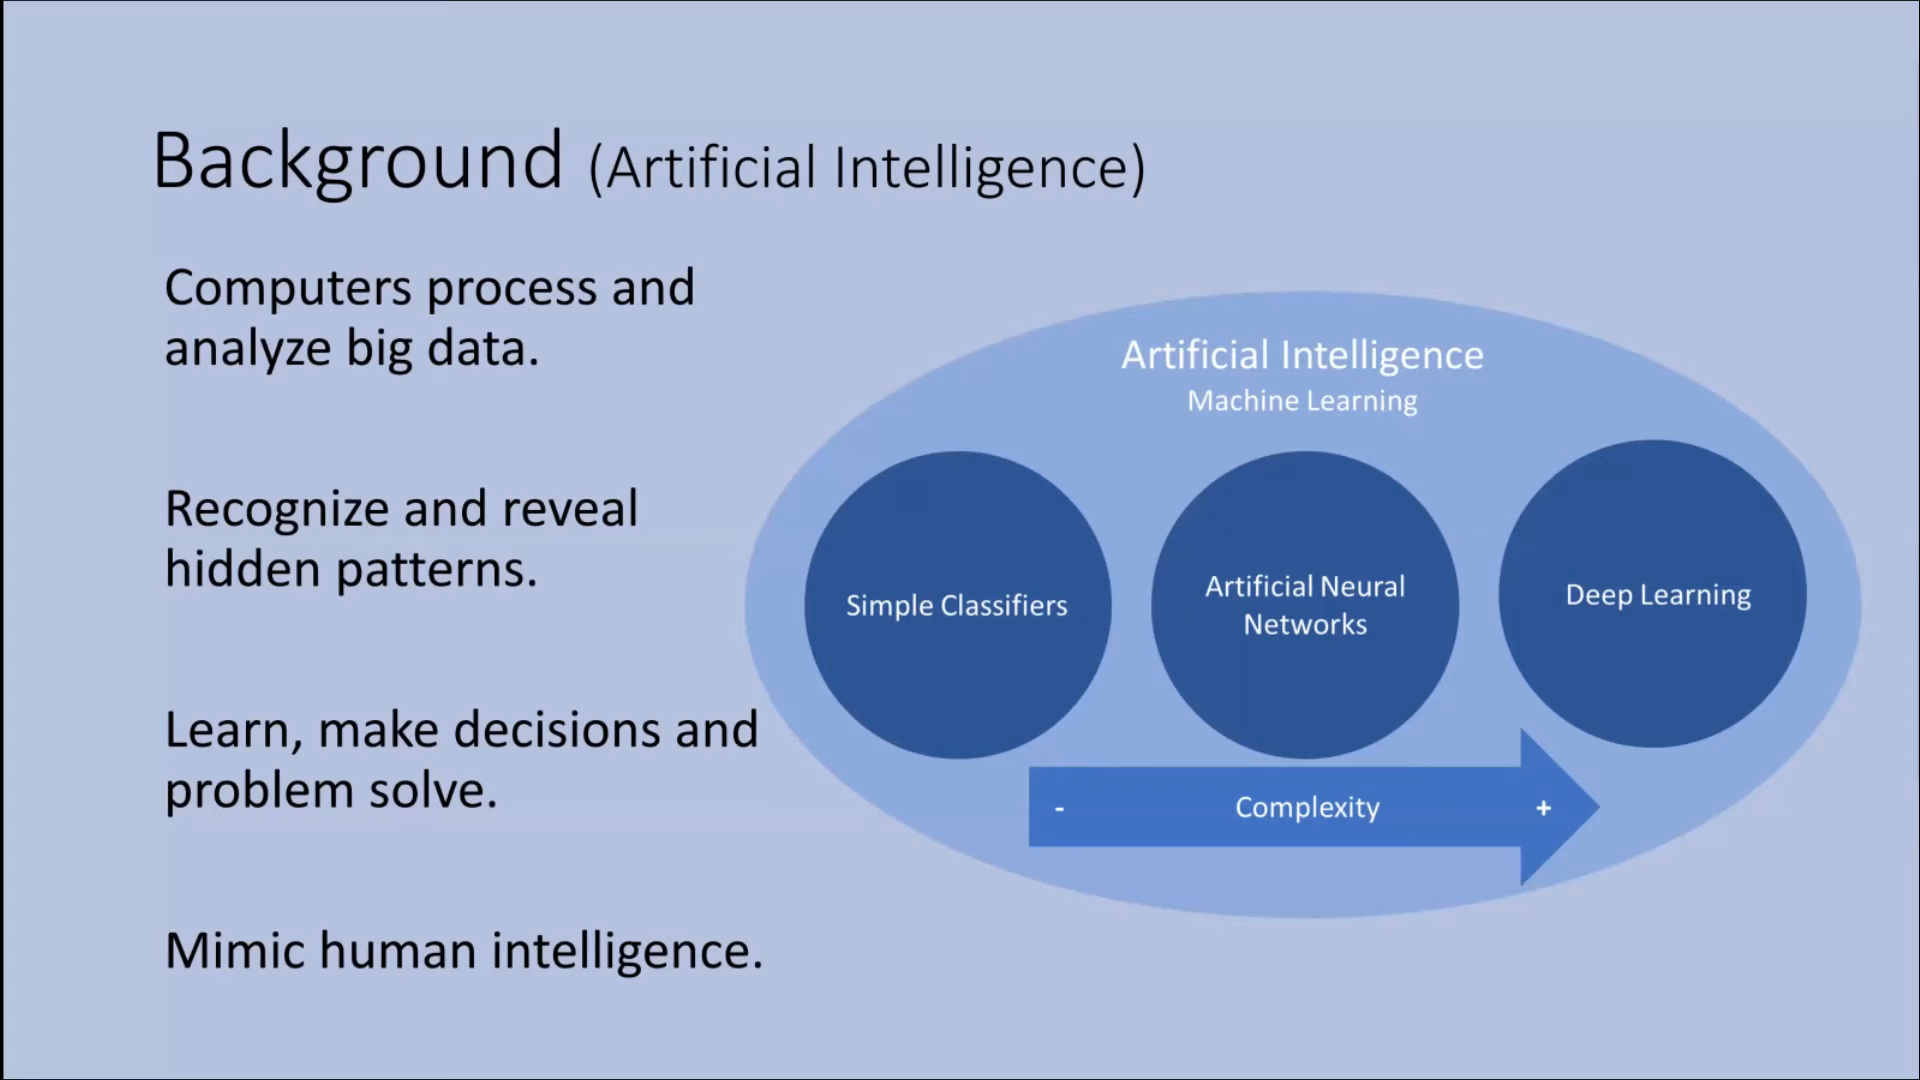 Background (Artificial Intelligence)
Computers process and
analyze big data.
Recognize and reveal
hidden patterns.
Learn, make decisions and
problem solve.
Mimic human intelligence.
Artificial Intelligence
Machine Learning
Simple Classifiers
Artificial Neural
Networks
Deep Learning
- Complexity +